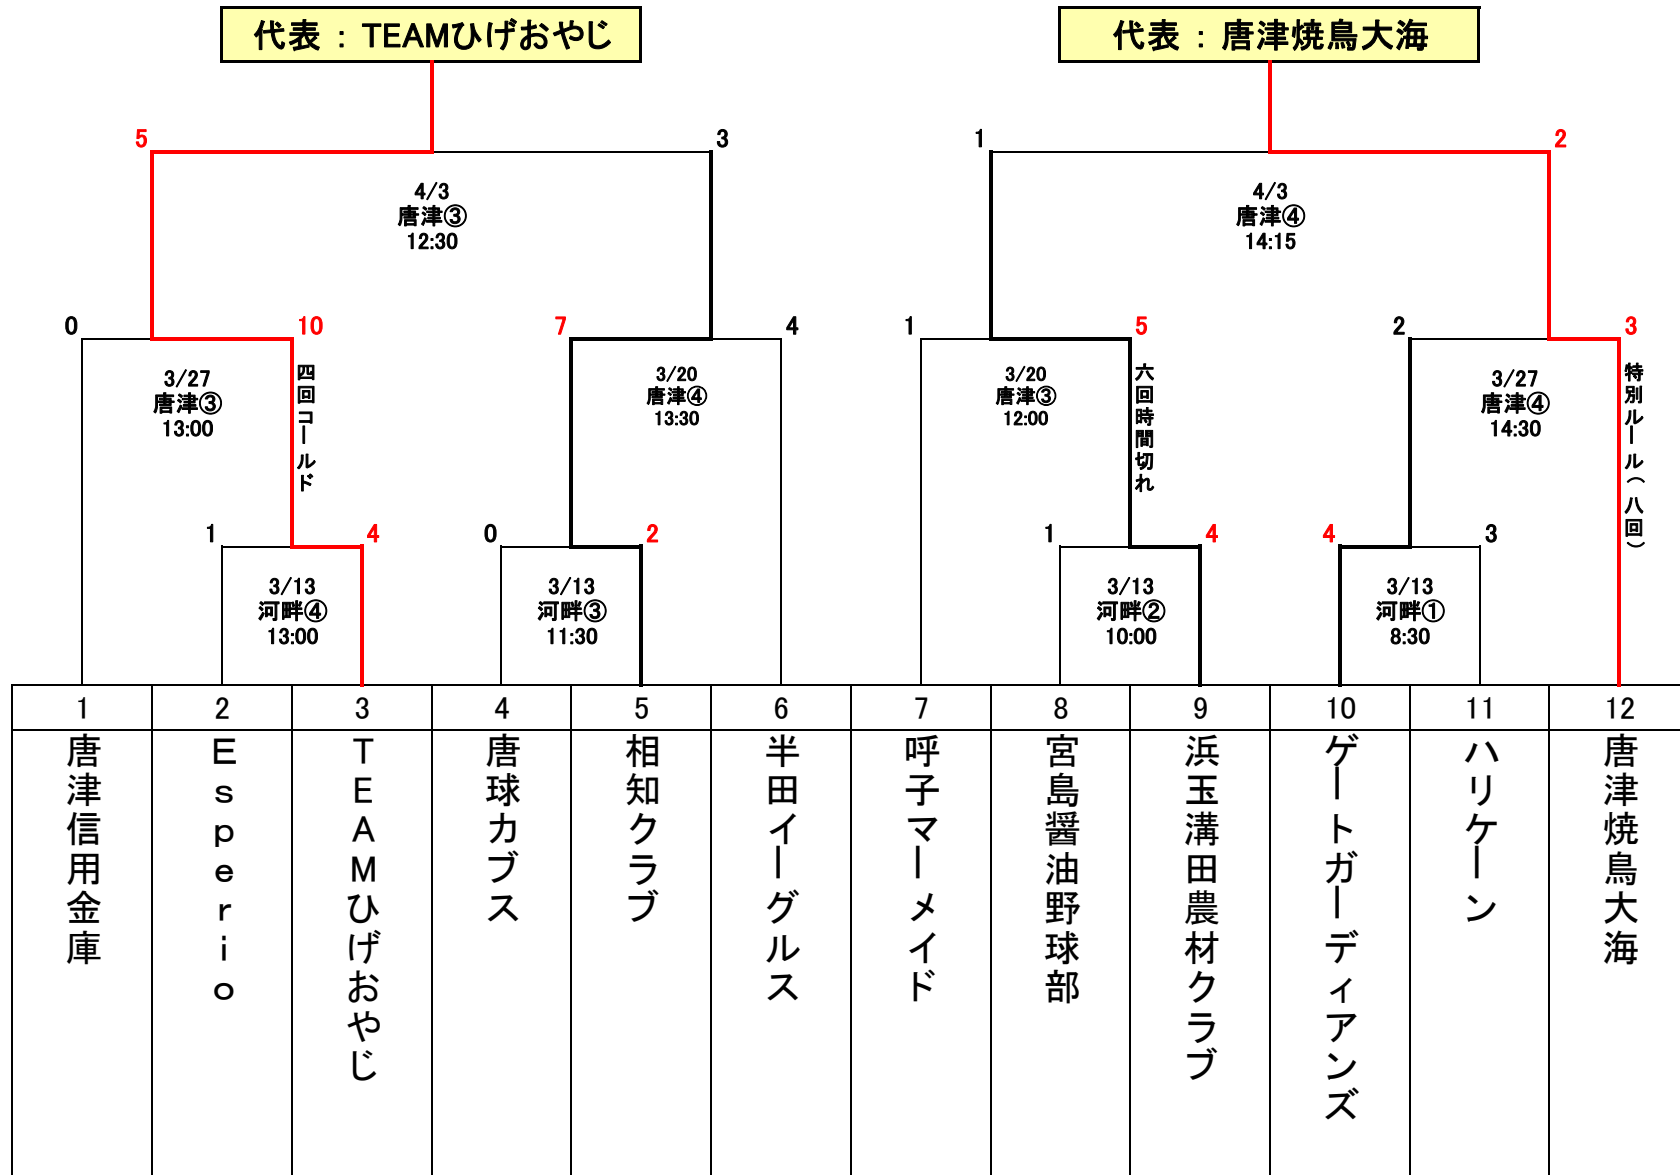 代表：TEAMひげおやじ
代表：唐津焼鳥大海
5
3
1
2
4/3
唐津③
12:30
4/3
唐津④
14:15
0
10
7
4
1
5
2
3
3/27
唐津③
13:00
四回コールド
3/20
唐津④
13:30
3/20
唐津③
12:00
六回時間切れ
3/27
唐津④
14:30
特別ルール（八回）
1
4
0
2
1
4
4
3
3/13
河畔④
13:00
3/13
河畔③
11:30
3/13
河畔②
10:00
3/13
河畔①
8:30
1
2
3
4
5
6
7
8
9
10
11
12
唐津信用金庫
Esperio
TEAMひげおやじ
唐球カブス
相知クラブ
半田イーグルス
呼子マーメイド
宮島醤油野球部
浜玉溝田農材クラブ
ゲートガーディアンズ
ハリケーン
唐津焼鳥大海